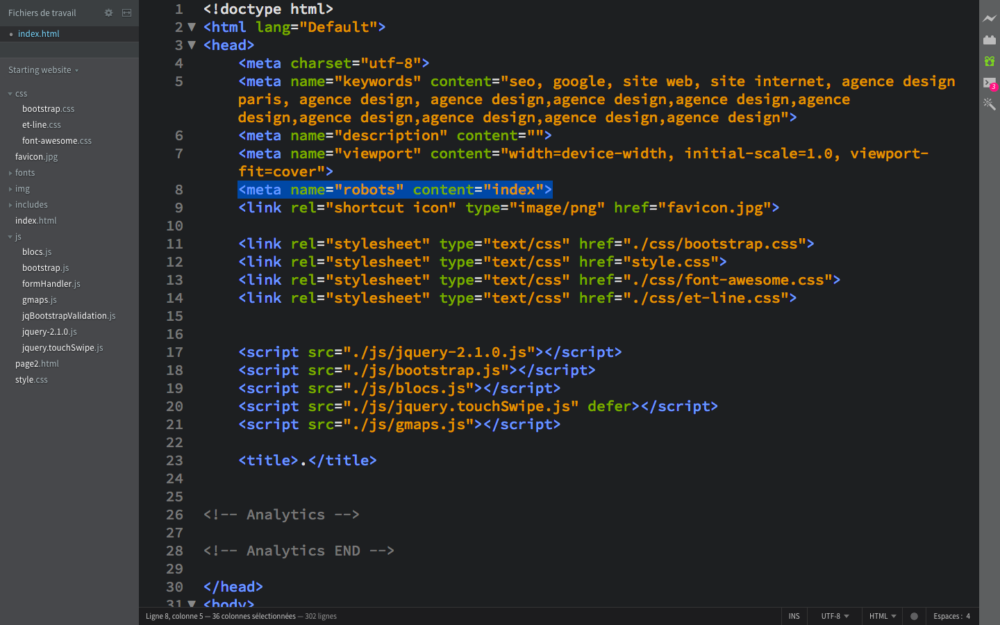 Fichiers de travail
index.html
Starting website
css
bootstrap.css
et-line.css
font-awesome.css
favicon.jpg
fonts
img
includes
index.html
js
blocs.js
bootstrap.js
formHandler.js
gmaps.js
jqBootstrapValidation.js
jquery-2.1.0.js
jquery.touchSwipe.js
page2.html
style.css
1 <!doctype html>
2 <html lang="Default">
3 <head>
4 <meta charset="utf-8">
5 <meta name="keywords" content="seo, google, site web, site internet, agence design
paris, agence design, agence design,agence design,agence design,agence
design,agence design,agence design,agence design,agence design">
6 <meta name="description" content="">
7 <meta name="viewport" content="width=device-width, initial-scale=1.0, viewport-
fit=cover">
8 <meta name="robots" content="index">
9 <link rel="shortcut icon" type="image/png" href="favicon.jpg">
10
11 <link rel="stylesheet" type="text/css" href="./css/bootstrap.css">
12 <link rel="stylesheet" type="text/css" href="style.css">
13 <link rel="stylesheet" type="text/css" href="./css/font-awesome.css">
14 <link rel="stylesheet" type="text/css" href="./css/et-line.css">
15
16
17 <script src="./js/jquery-2.1.0.js"></script>
18 <script src="./js/bootstrap.js"></script>
19 <script src="./js/blocs.js"></script>
20 <script src="./js/jquery.touchSwipe.js" defer></script>
21 <script src="./js/gmaps.js"></script>
22
23 <title>.</title>
24
25
26 <!-- Analytics -->
27
28 <!-- Analytics END -->
29
30 </head>
31 <body>
3
Ligne 8, colonne 5 — 36 colonnes sélectionnées — 302 lignes
INS UTF-8 HTML Espaces : 4